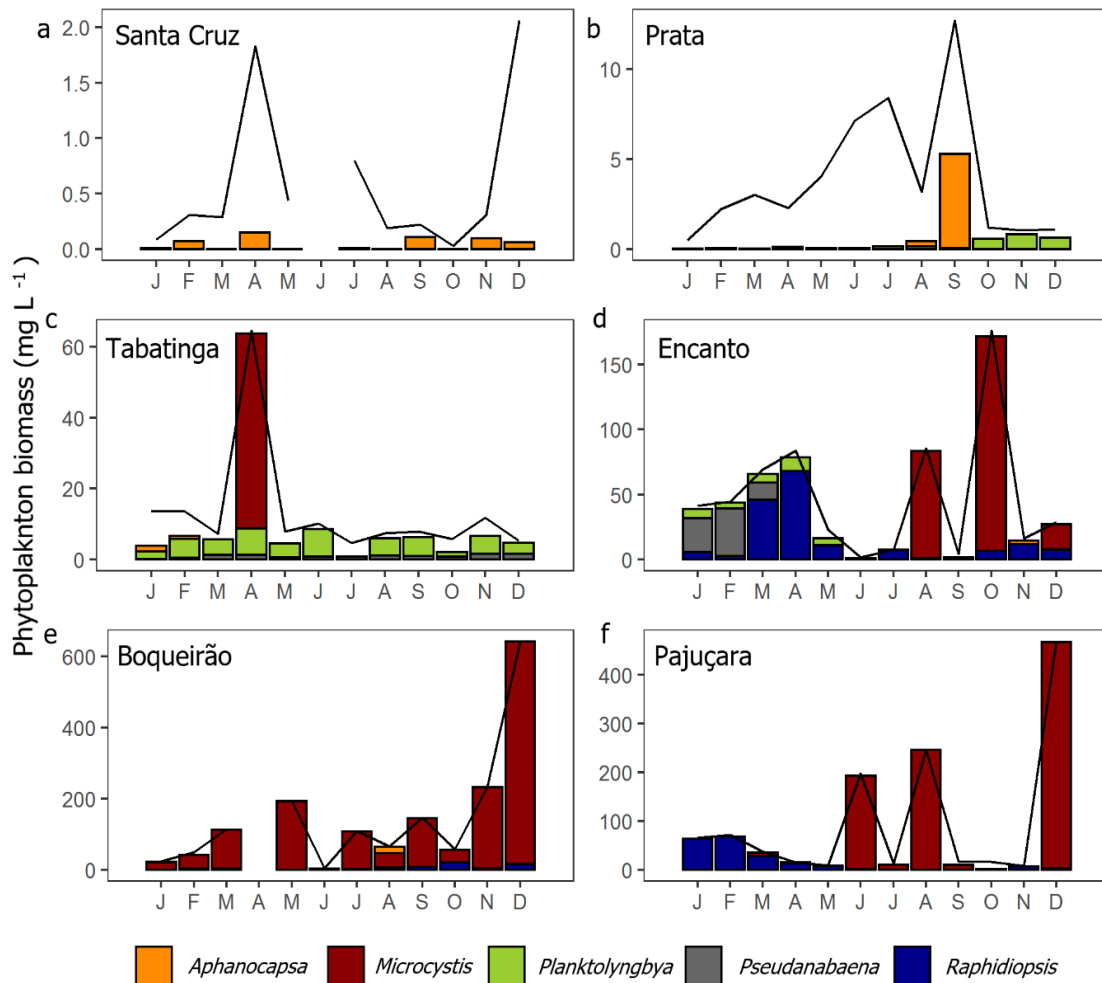 a Santa Cruz
2.0
1.5
1.0
0.5
0.0
J F M A M J J A S O N D
b Prata
10
5
0
J F M A M J J A S O N D
Phytoplaknton biomass (mg L -1)
c Tabatinga
60
40
20
0
J F M A M J J A S O N D
d Encanto
150
100
50
0
J F M A M J J A S O N D
e Boqueirão
600
400
200
0
J F M A M J J A S O N D
f Pajuçara
400
300
200
100
0
J F M A M J J A S O N D
Aphanocapsa Microcystis Planktolyngbya Pseudanabaena Raphidiopsis